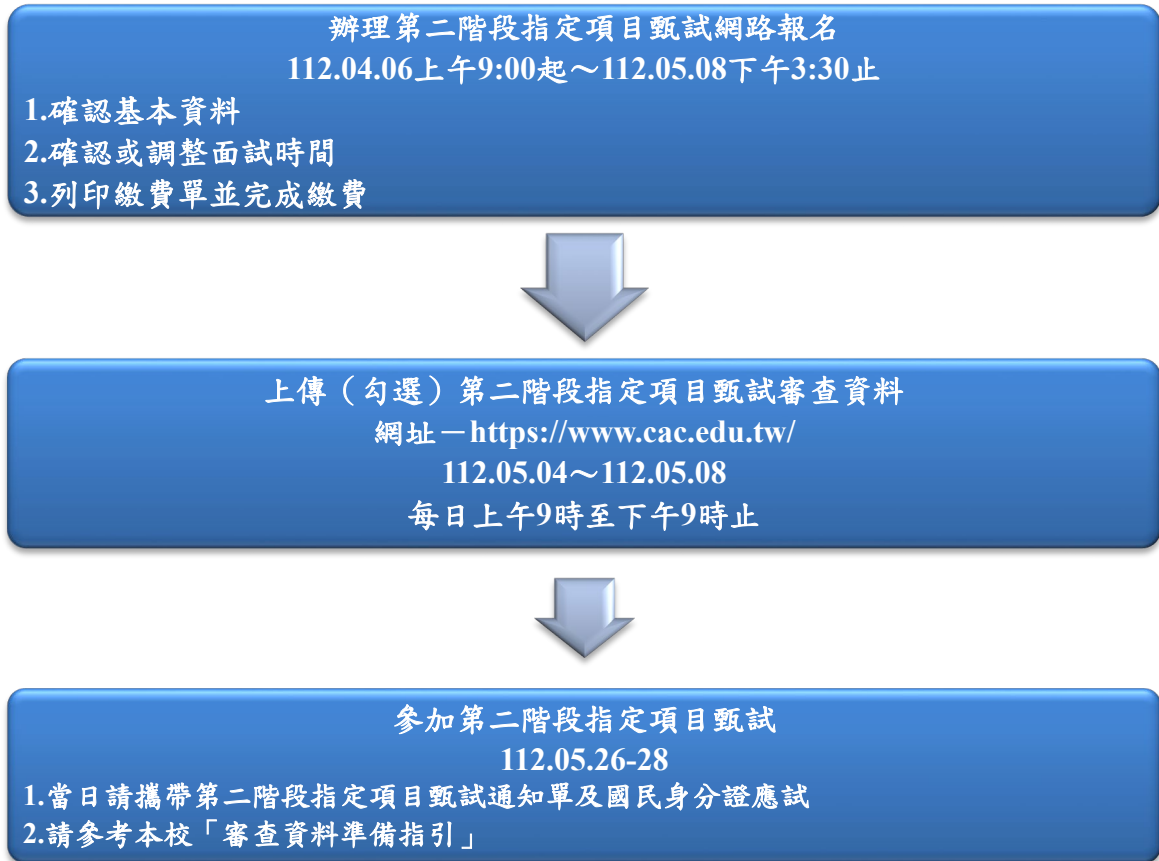 辦理第二階段指定項目甄試網路報名
112.04.06上午9:00起～112.05.08下午3:30止
1.確認基本資料
2.確認或調整面試時間
3.列印繳費單並完成繳費
上傳（勾選）第二階段指定項目甄試審查資料
網址－https://www.cac.edu.tw/
112.05.04～112.05.08
每日上午9時至下午9時止
參加第二階段指定項目甄試
112.05.26-28
1.當日請攜帶第二階段指定項目甄試通知單及國民身分證應試
2.請參考本校「審查資料準備指引」